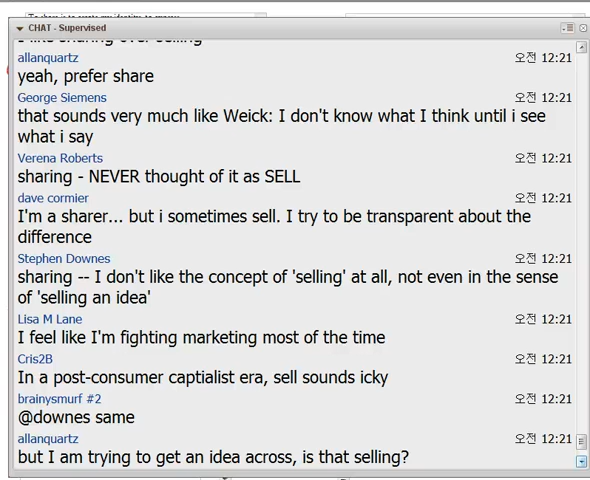 CHAT - Supervised
I like sharing over selling
allanquartz 오전 12:21
yeah, prefer share
George Siemens 오전 12:21
that sounds very much like Weick: I don't know what I think until i see
what i say
Verena Roberts 오전 12:21
sharing - NEVER thought of it as SELL
dave cormier 오전 12:21
I'm a sharer... but i sometimes sell. I try to be transparent about the
difference
Stephen Downes 오전 12:21
sharing -- I don't like the concept of 'selling' at all, not even in the sense
of 'selling an idea'
Lisa M Lane 오전 12:21
I feel like I'm fighting marketing most of the time
Cris2B 오전 12:21
In a post-consumer captialist era, sell sounds icky
brainysmurf #2 오전 12:21
@downes same
allanquartz 오전 12:21
but I am trying to get an idea across, is that selling?